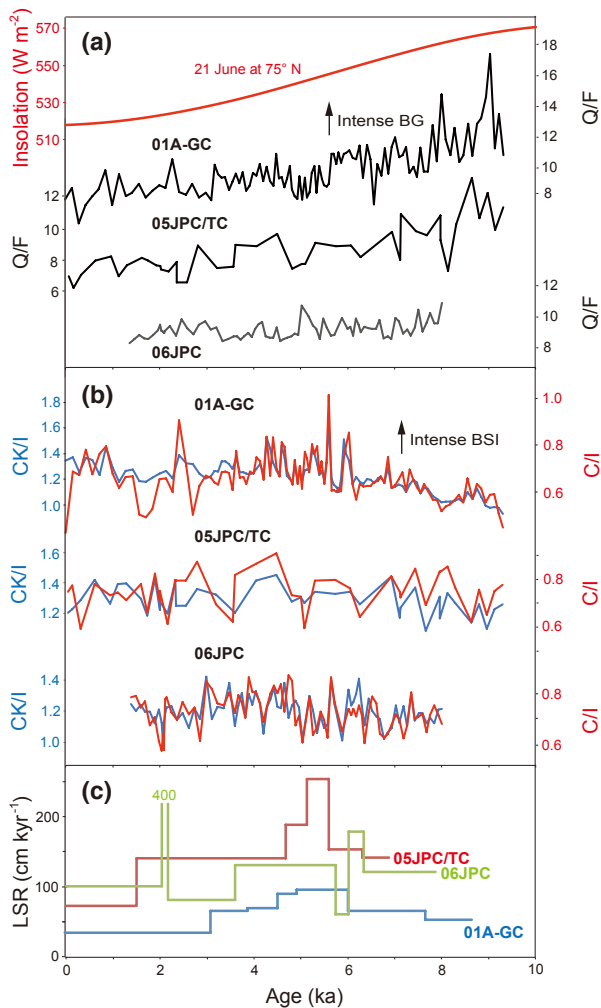 (a)
570
550
530
510
Insolation (W m⁻²)
21 June at 75° N
Intense BG
18
16
14
12
10
8
Q/F
01A-GC
12
10
8
6
Q/F
05JPC/TC
12
10
8
Q/F
06JPC
(b)
1.8
1.6
1.4
1.2
1.0
CK/I
01A-GC
Intense BSI
1.0
0.8
0.6
C/I
05JPC/TC
1.6
1.4
1.2
CK/I
0.8
0.6
C/I
06JPC
1.4
1.2
1.0
CK/I
0.8
0.6
C/I
(c)
400
200
100
0
LSR (cm kyr⁻¹)
05JPC/TC
06JPC
01A-GC
0
2
4
6
8
10
Age (ka)